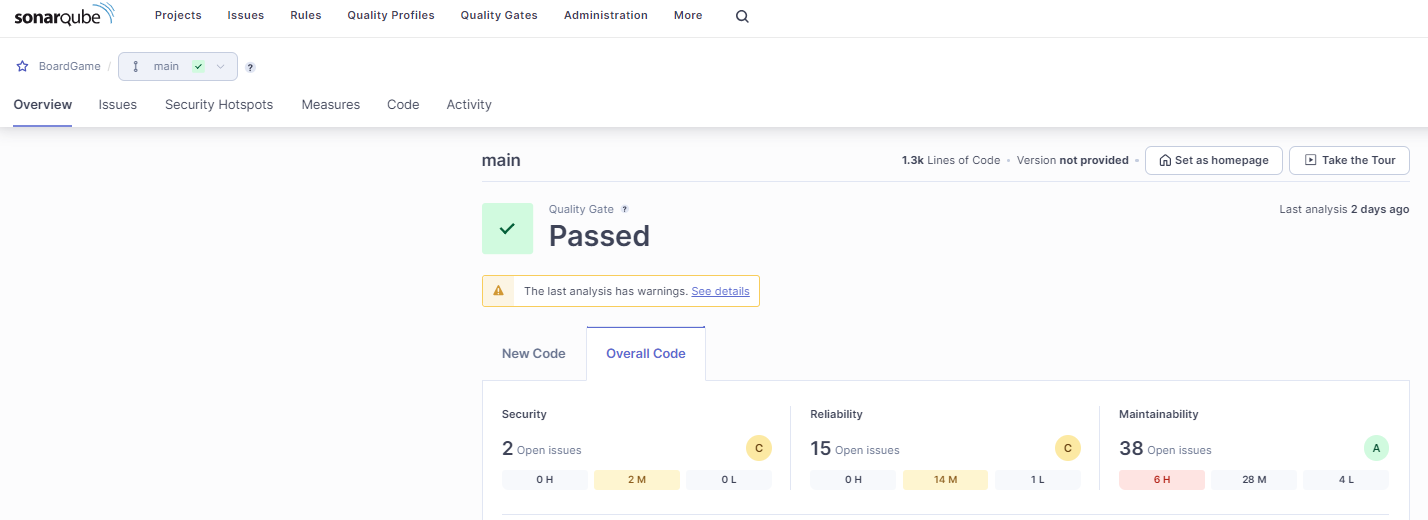 sonarqube Projects Issues Rules Quality Profiles Quality Gates Administration More
BoardGame / main ?
Overview Issues Security Hotspots Measures Code Activity
main 1.3k Lines of Code • Version not provided • Set as homepage Take the Tour
Quality Gate ? Last analysis 2 days ago
Passed
The last analysis has warnings. See details
New Code Overall Code
Security Reliability Maintainability
2 Open issues C 15 Open issues C 38 Open issues A
0 H 2 M 0 L 0 H 14 M 1 L 6 H 28 M 4 L